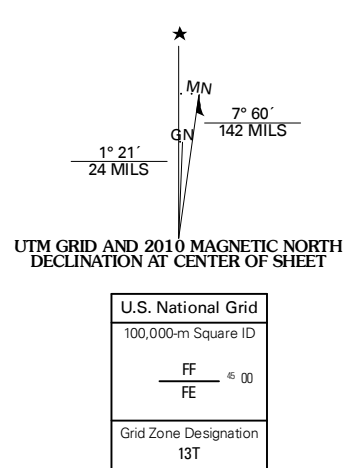 ★
MN
7° 60´
142 MILS
GN
1° 21´
24 MILS
UTM GRID AND 2010 MAGNETIC NORTH
DECLINATION AT CENTER OF SHEET
U.S. National Grid
100,000-m Square ID
FF
45 00
FE
Grid Zone Designation
13T